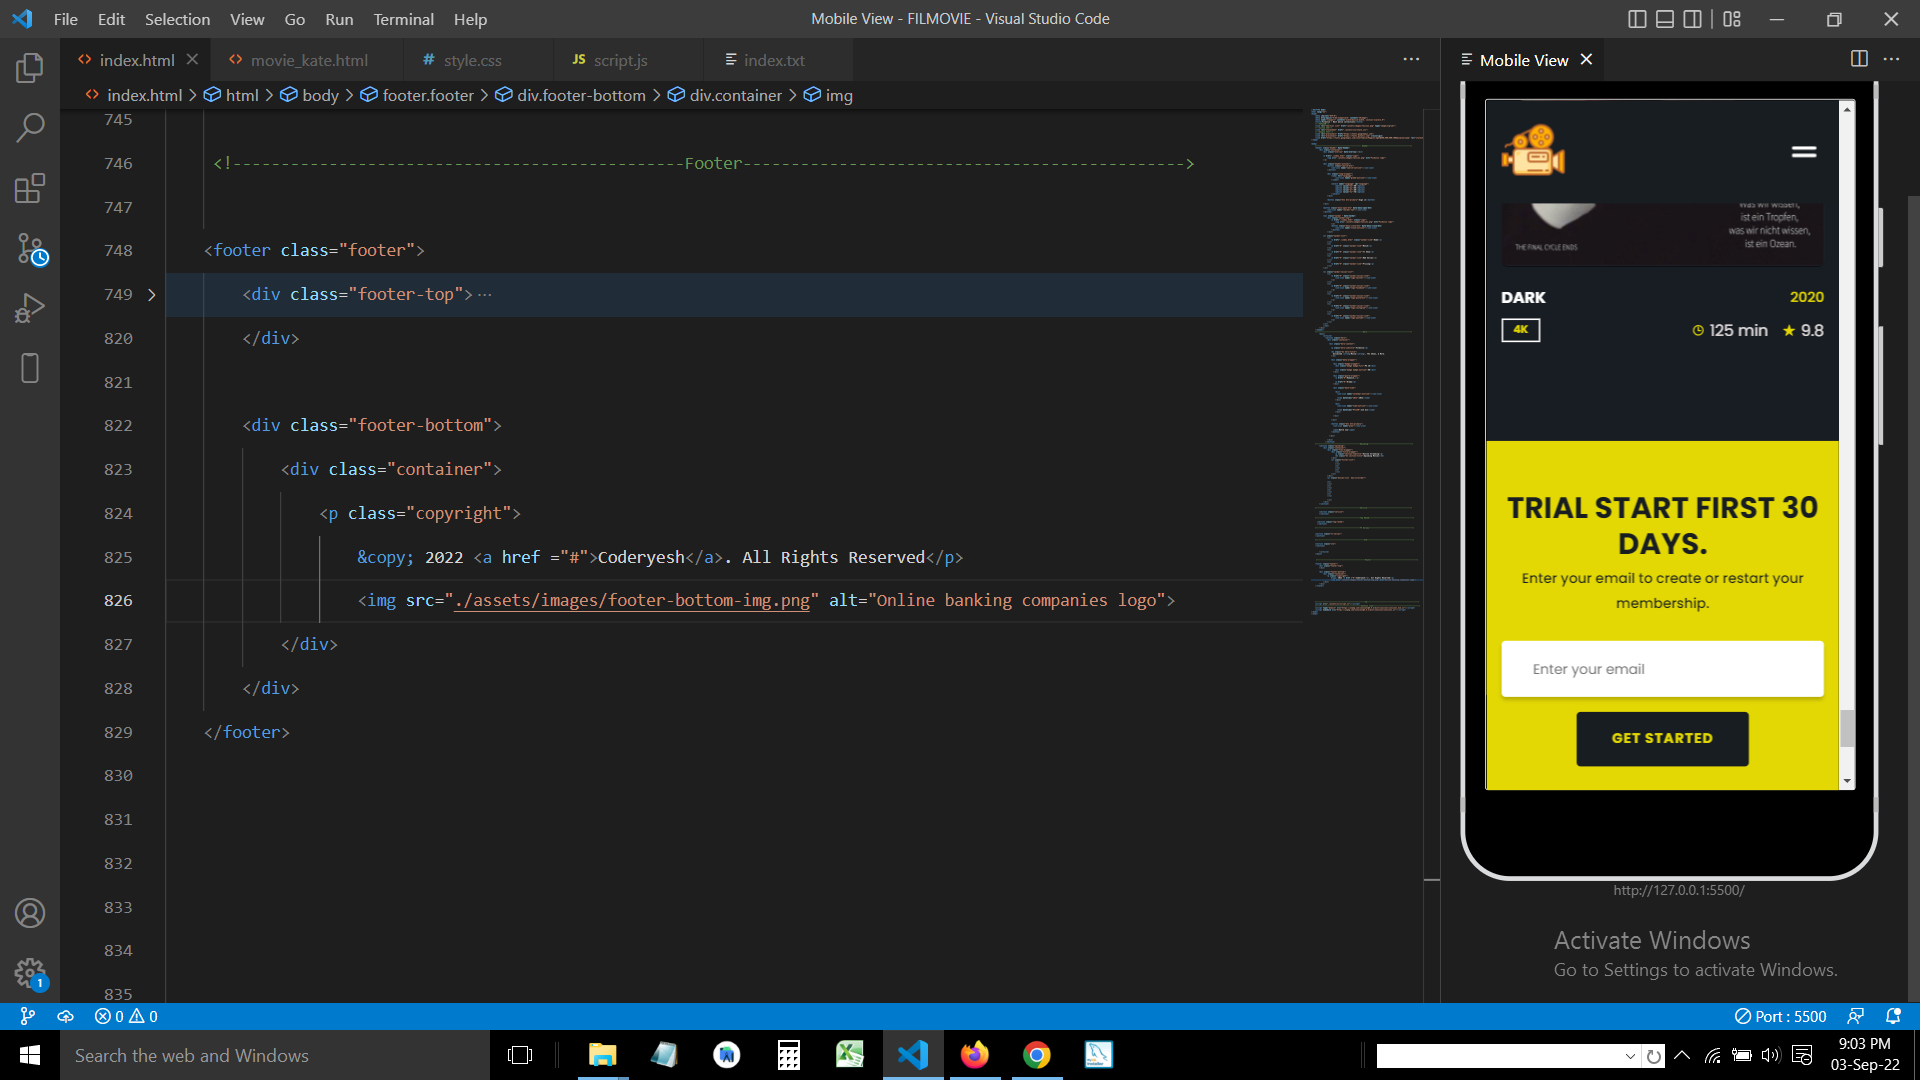 File Edit Selection View Go Run Terminal Help
Mobile View - FILMOVIE - Visual Studio Code
index.html
movie_kate.html
# style.css
JS script.js
index.txt
Mobile View
index.html > html > body > footer.footer > div.footer-bottom > div.container > img
745
746 <!-----------------------------------------------Footer---------------------------------------------->
747
748 <footer class="footer">
749 <div class="footer-top"> ...
820 </div>
821
822 <div class="footer-bottom">
823 <div class="container">
824 <p class="copyright">
825 &copy; 2022 <a href ="#">Coderyesh</a>. All Rights Reserved</p>
826 <img src="./assets/images/footer-bottom-img.png" alt="Online banking companies logo">
827 </div>
828 </div>
829 </footer>
830
831
832
833
834
835
Was wir wissen,
ist ein Tropfen,
was wir nicht wissen,
ist ein Ozean.
THE FINAL CYCLE ENDS
DARK 2020
4K 125 min 9.8
TRIAL START FIRST 30
DAYS.
Enter your email to create or restart your
membership.
Enter your email
GET STARTED
http://127.0.0.1:5500/
Activate Windows
Go to Settings to activate Windows.
1
0 0
Port : 5500
Search the web and Windows
9:03 PM
03-Sep-22